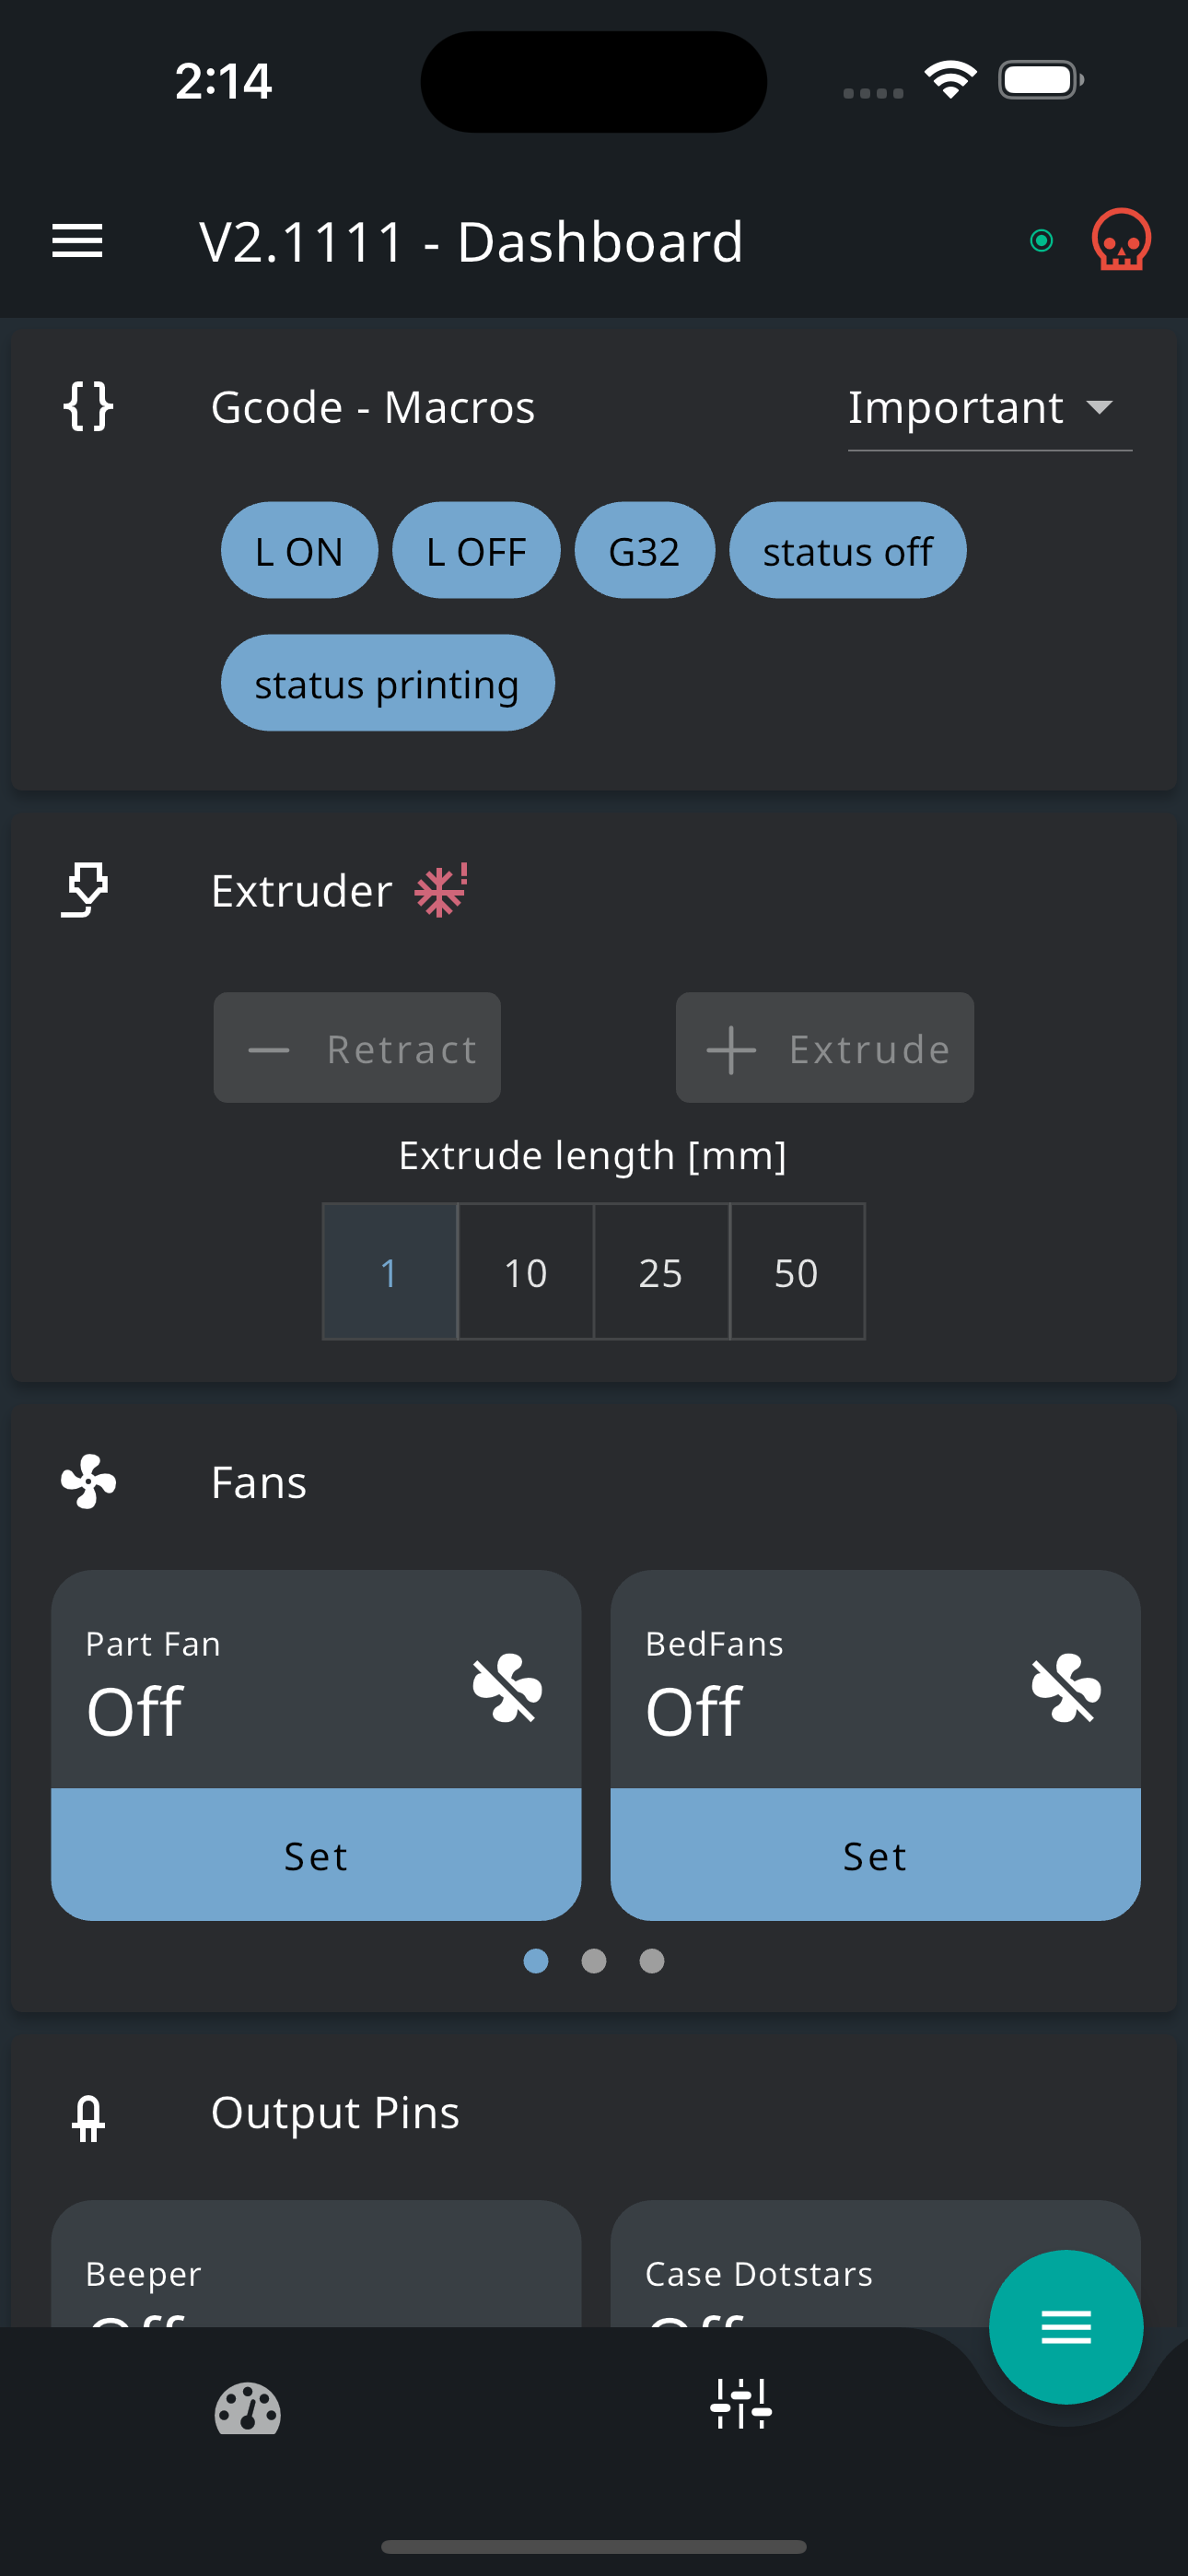 2:14
V2.1111 - Dashboard
Gcode - Macros Important
L ON L OFF G32 status off
status printing
Extruder
Retract Extrude
Extrude length [mm]
1 10 25 50
Fans
Part Fan BedFans
Off Off
Set Set
Output Pins
Beeper Case Dotstars
Off Off